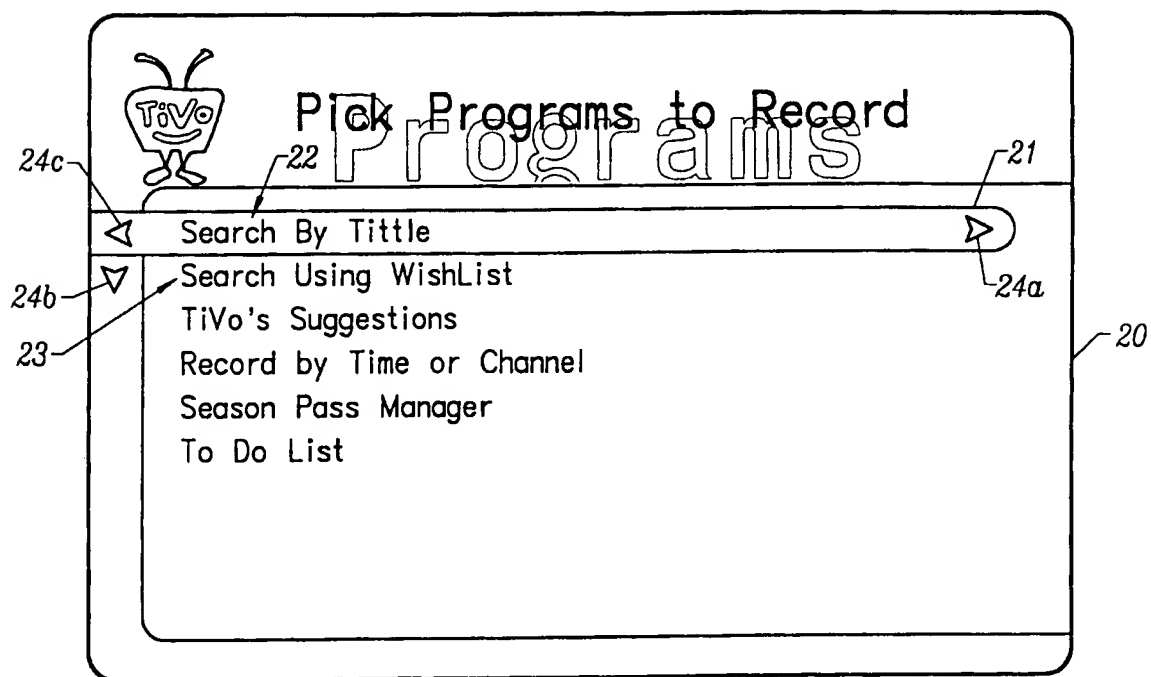 TiVo
Pick Programs to Record
Programs
24c
22
21
Search By Tittle
24b
Search Using WishList
24a
23
TiVo's Suggestions
20
Record by Time or Channel
Season Pass Manager
To Do List